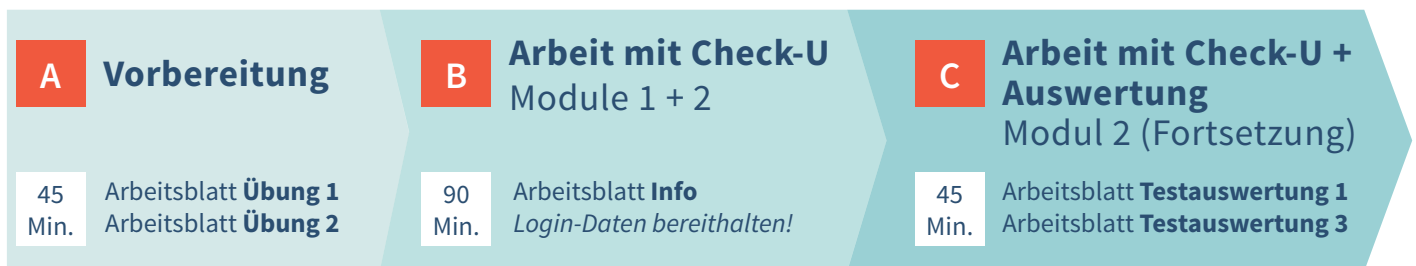 A
Vorbereitung
45
Min.
Arbeitsblatt Übung 1
Arbeitsblatt Übung 2
B
Arbeit mit Check-U
Module 1 + 2
90
Min.
Arbeitsblatt Info
Login-Daten bereithalten!
C
Arbeit mit Check-U +
Auswertung
Modul 2 (Fortsetzung)
45
Min.
Arbeitsblatt Testauswertung 1
Arbeitsblatt Testauswertung 3